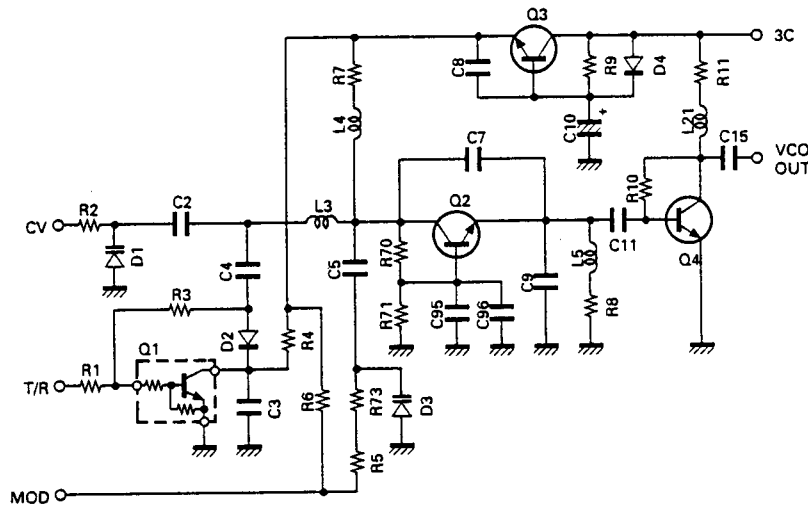 Q3
3C
R7
C8
R9
D4
R11
L4
C10
+
L21
C7
C15
VCO
OUT
R10
C2
L3
Q2
R2
CV
D1
C4
C5
R70
C11
Q4
L5
C9
R3
R71
C95
C96
R8
D2
R4
Q1
R1
T/R
C3
R6
R73
D3
R5
MOD